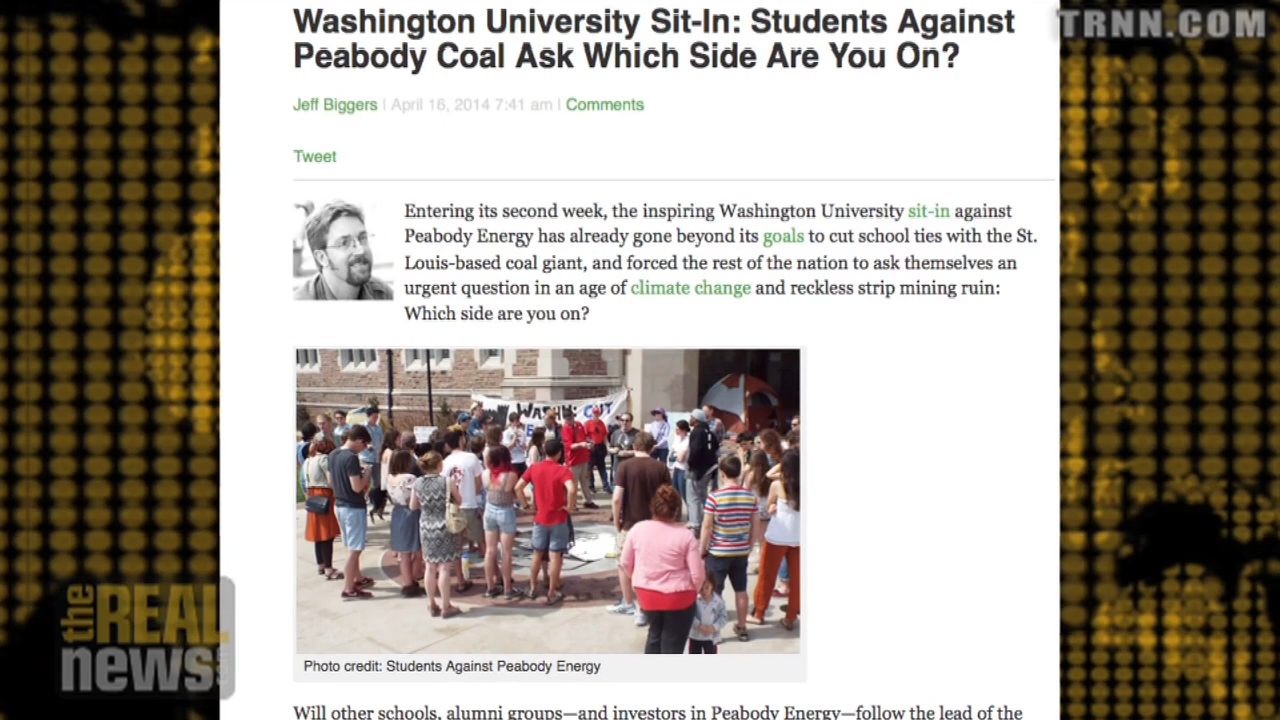 Washington University Sit-In: Students Against
TRNN.COM
Peabody Coal Ask Which Side Are You On?
Jeff Biggers | April 16, 2014 7:41 am | Comments
Tweet
Entering its second week, the inspiring Washington University sit-in against
Peabody Energy has already gone beyond its goals to cut school ties with the St.
Louis-based coal giant, and forced the rest of the nation to ask themselves an
urgent question in an age of climate change and reckless strip mining ruin:
Which side are you on?
Photo credit: Students Against Peabody Energy
the REAL
news
Will other schools, alumni groups—and investors in Peabody Energy—follow the lead of the